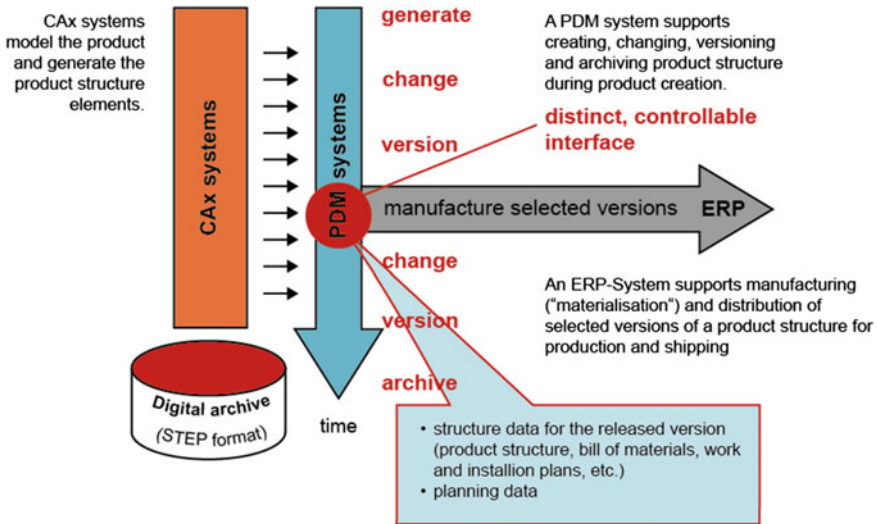 CAx systems
model the product
and generate the
product structure
elements.
CAx systems
Digital archive
(STEP format)
PDM systems
time
generate
change
version
change
version
archive
A PDM system supports
creating, changing, versioning
and archiving product structure
during product creation.
distinct, controllable
interface
manufacture selected versions ERP
An ERP-System supports manufacturing
("materialisation") and distribution of
selected versions of a product structure for
production and shipping
• structure data for the released version
(product structure, bill of materials, work
and installion plans, etc.)
• planning data